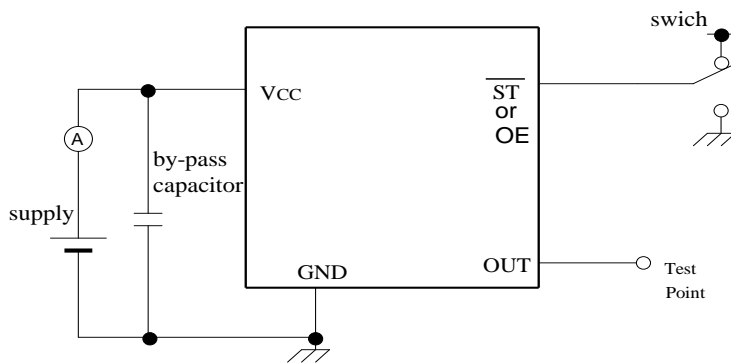 swich
VCC
ST
or
OE
A
by-pass
capacitor
supply
GND
OUT
Test
Point